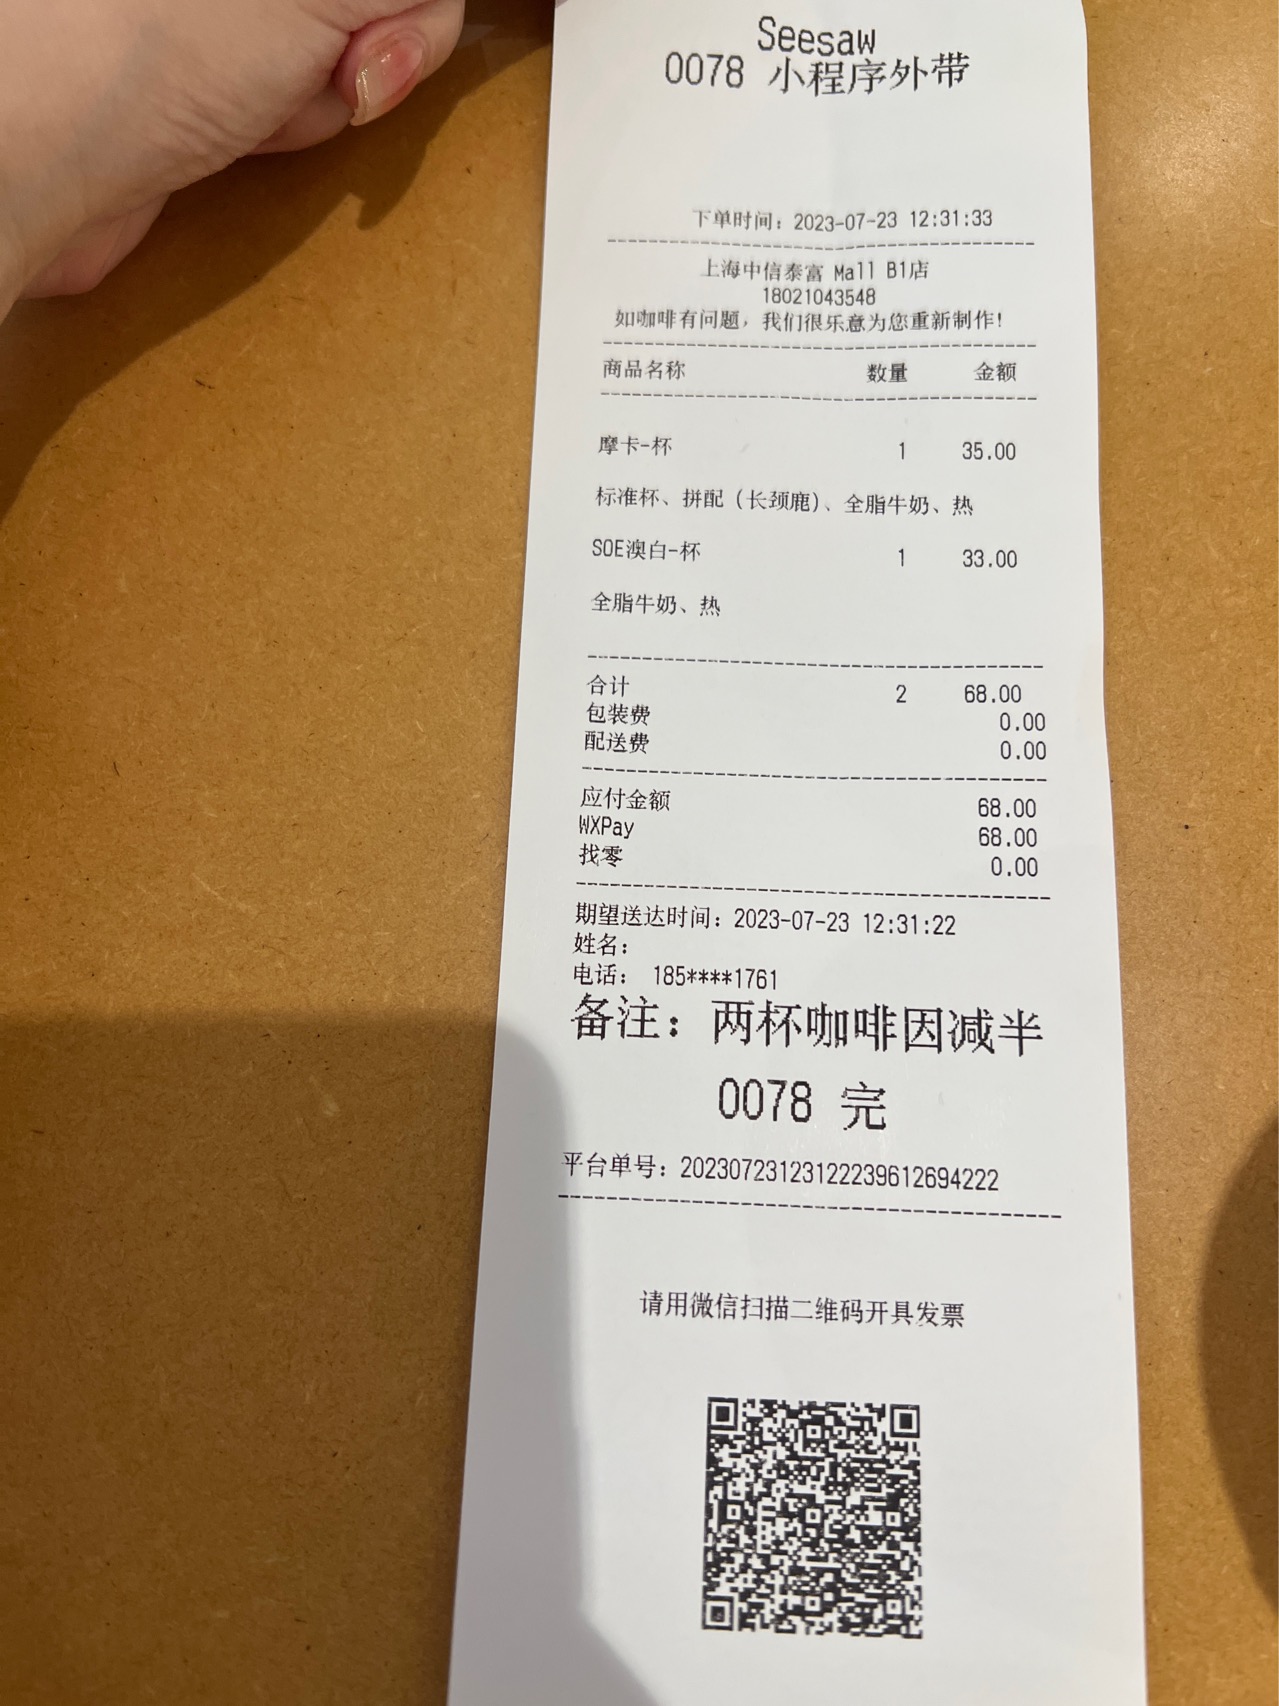 Seesaw
0078 小程序外带
下单时间：2023-07-23 12:31:33
上海中信泰富 Mall B1店
18021043548
如咖啡有问题，我们很乐意为您重新制作！
商品名称 数量 金额
摩卡-杯 1 35.00
标准杯、拼配（长颈鹿）、全脂牛奶、热
SOE澳白-杯 1 33.00
全脂牛奶、热
合计 2 68.00
包装费 0.00
配送费 0.00
应付金额 68.00
WXPay 68.00
找零 0.00
期望送达时间：2023-07-23 12:31:22
姓名：
电话： 185****1761
备注：两杯咖啡因减半
0078 完
平台单号：20230723123122239612694222
请用微信扫描二维码开具发票